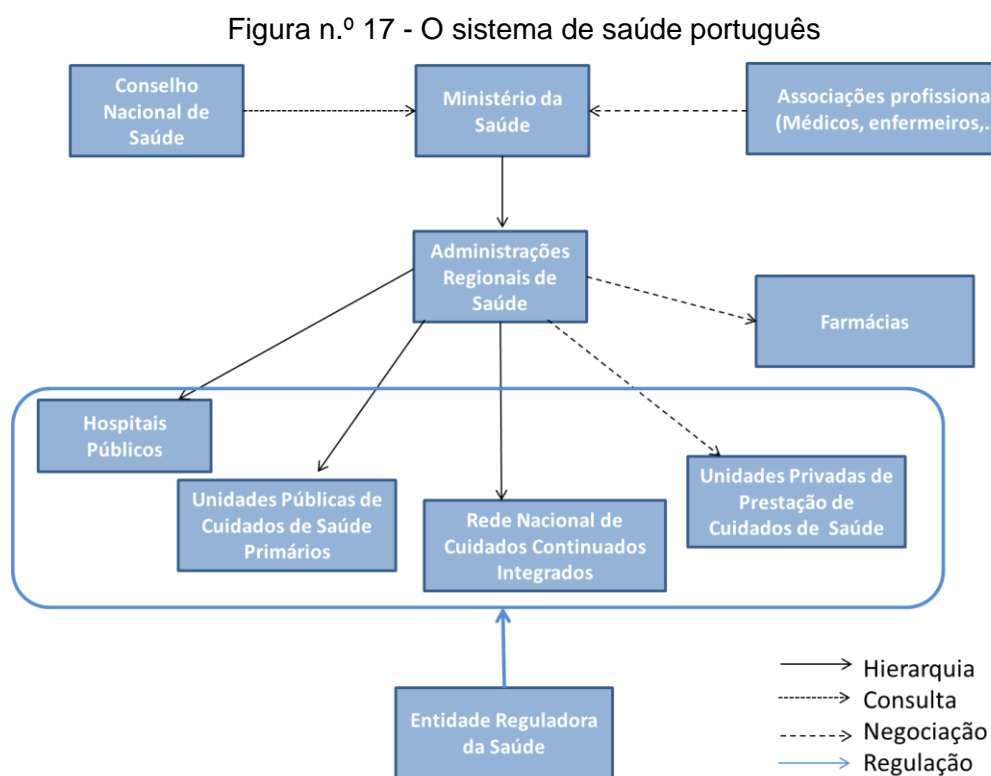 Figura n.º 17 - O sistema de saúde português
Conselho
Nacional de
Saúde
Ministério da
Saúde
Associações profissiona
(Médicos, enfermeiros,..
Administrações
Regionais de
Saúde
Farmácias
Hospitais
Públicos
Unidades Públicas de
Cuidados de Saúde
Primários
Rede Nacional de
Cuidados Continuados
Integrados
Unidades Privadas de
Prestação de
Cuidados de Saúde
Entidade Reguladora
da Saúde
Hierarquia
Consulta
Negociação
Regulação